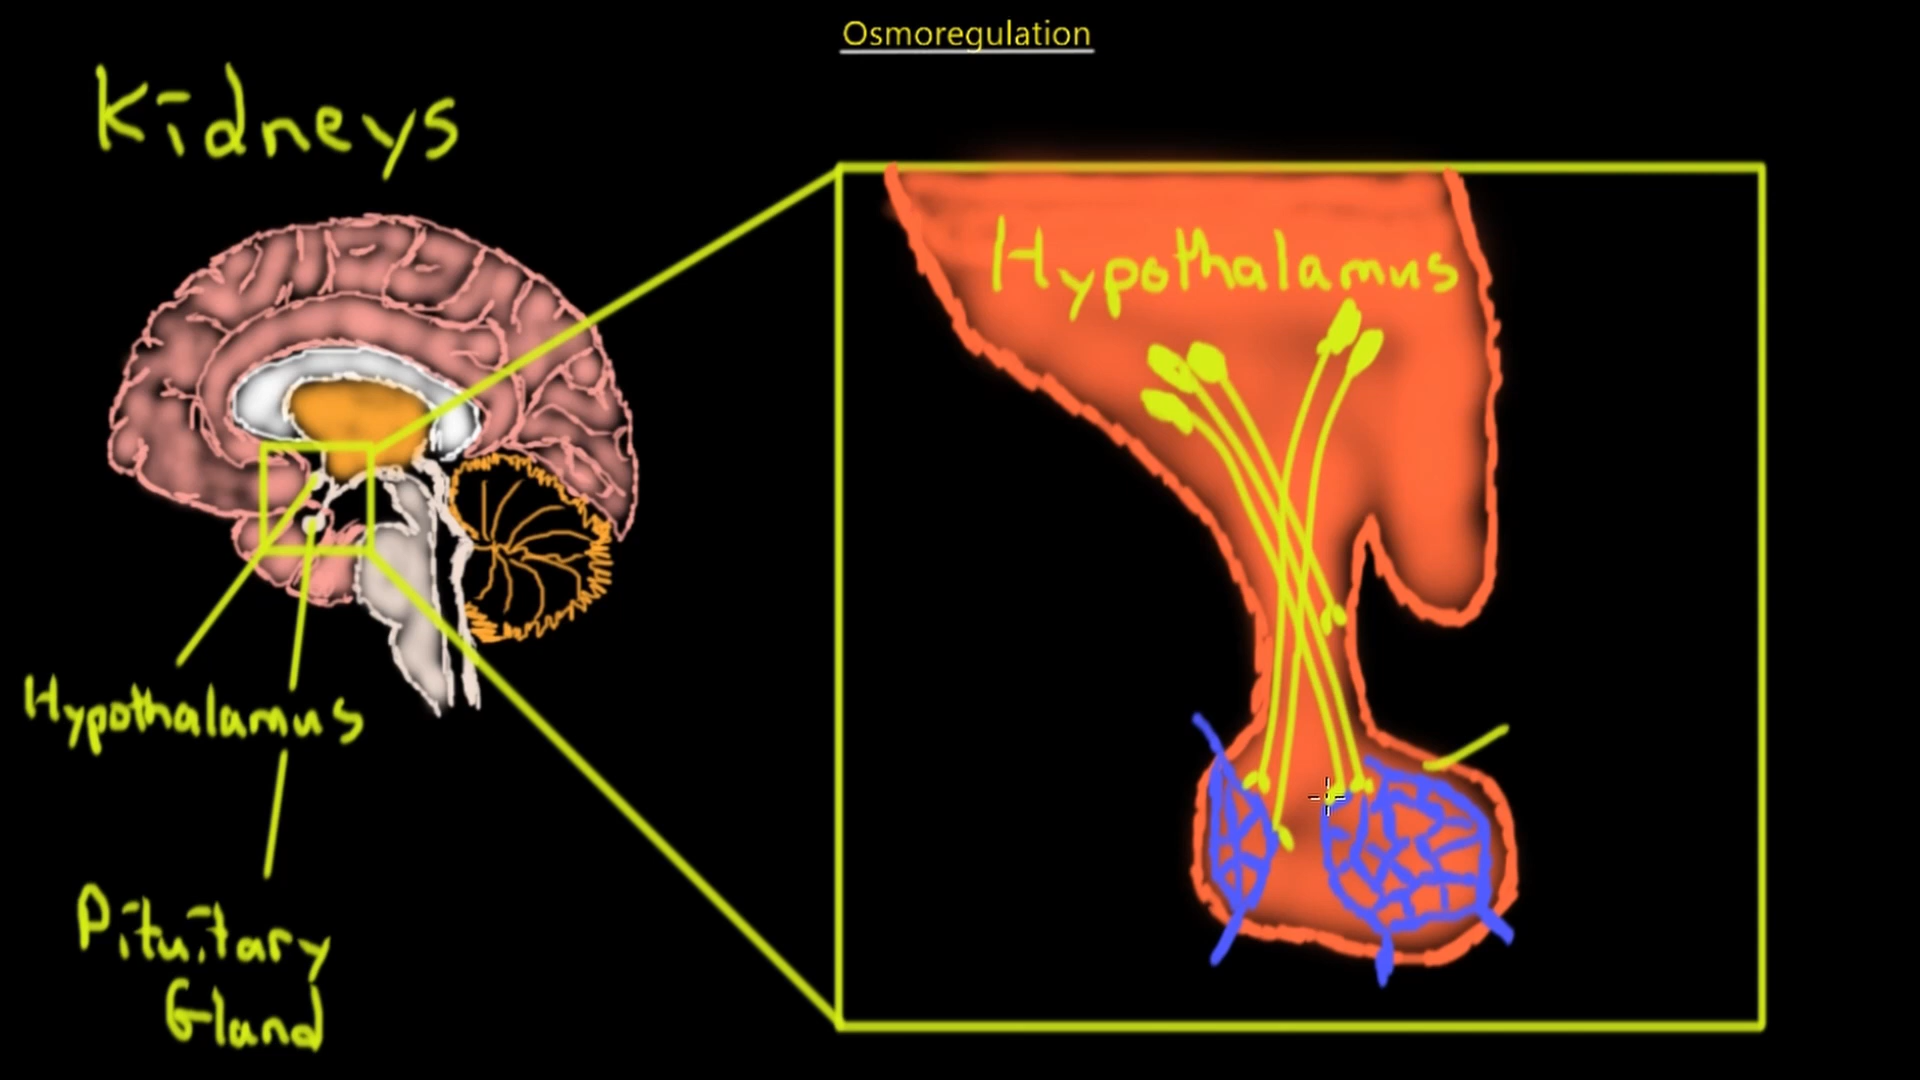 Osmoregulation
Kidneys
Hypothalamus
Hypothalamus
Pituitary
Gland